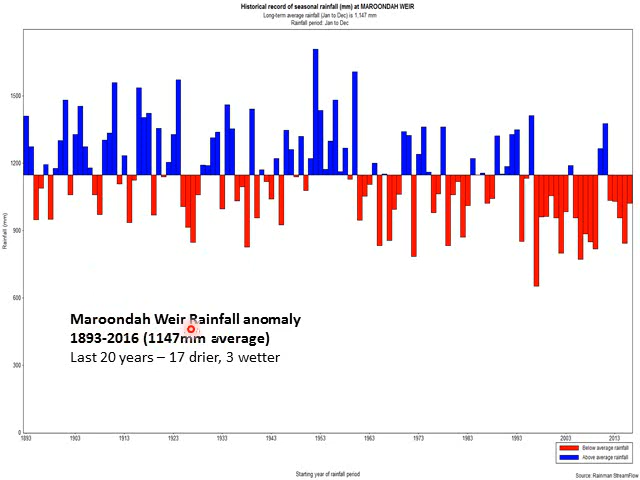 Historical record of seasonal rainfall (mm) at MAROONDAH WEIR
Long-term average rainfall (Jan to Dec) is 1,147 mm
Rainfall period: Jan to Dec
1500
1200
900
600
300
0
Rainfall (mm)
Maroondah Weir Rainfall anomaly
1893-2016 (1147mm average)
Last 20 years – 17 drier, 3 wetter
1893 1903 1913 1923 1933 1943 1953 1963 1973 1983 1993 2003 2013
Starting year of rainfall period
Below average rainfall
Above average rainfall
Source: Rainman StreamFlow